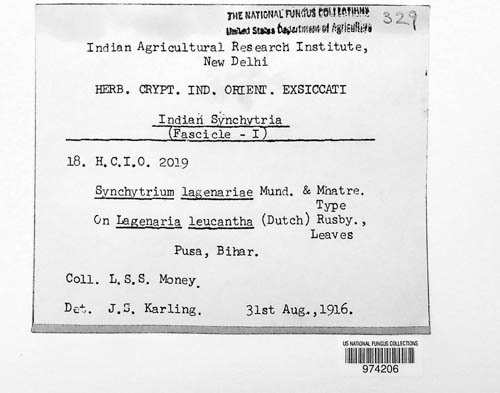 THE NATIONAL FUNGUS COLLECTIONS 329
United States Department of Agriculture
Indian Agricultural Research Institute,
New Delhi
HERB. CRYPT. IND. ORIENT. EXSICCATI
Indian Synchytria
(Fascicle - I)
18. H.C.I.O. 2019
Synchytrium lagenariae Mund. & Mhatre.
Type
On Lagenaria leucantha (Dutch) Rusby.,
Leaves
Pusa, Bihar.
Coll. L.S.S. Money.
Det. J.S. Karling. 31st Aug.,1916.
US NATIONAL FUNGUS COLLECTIONS
974206